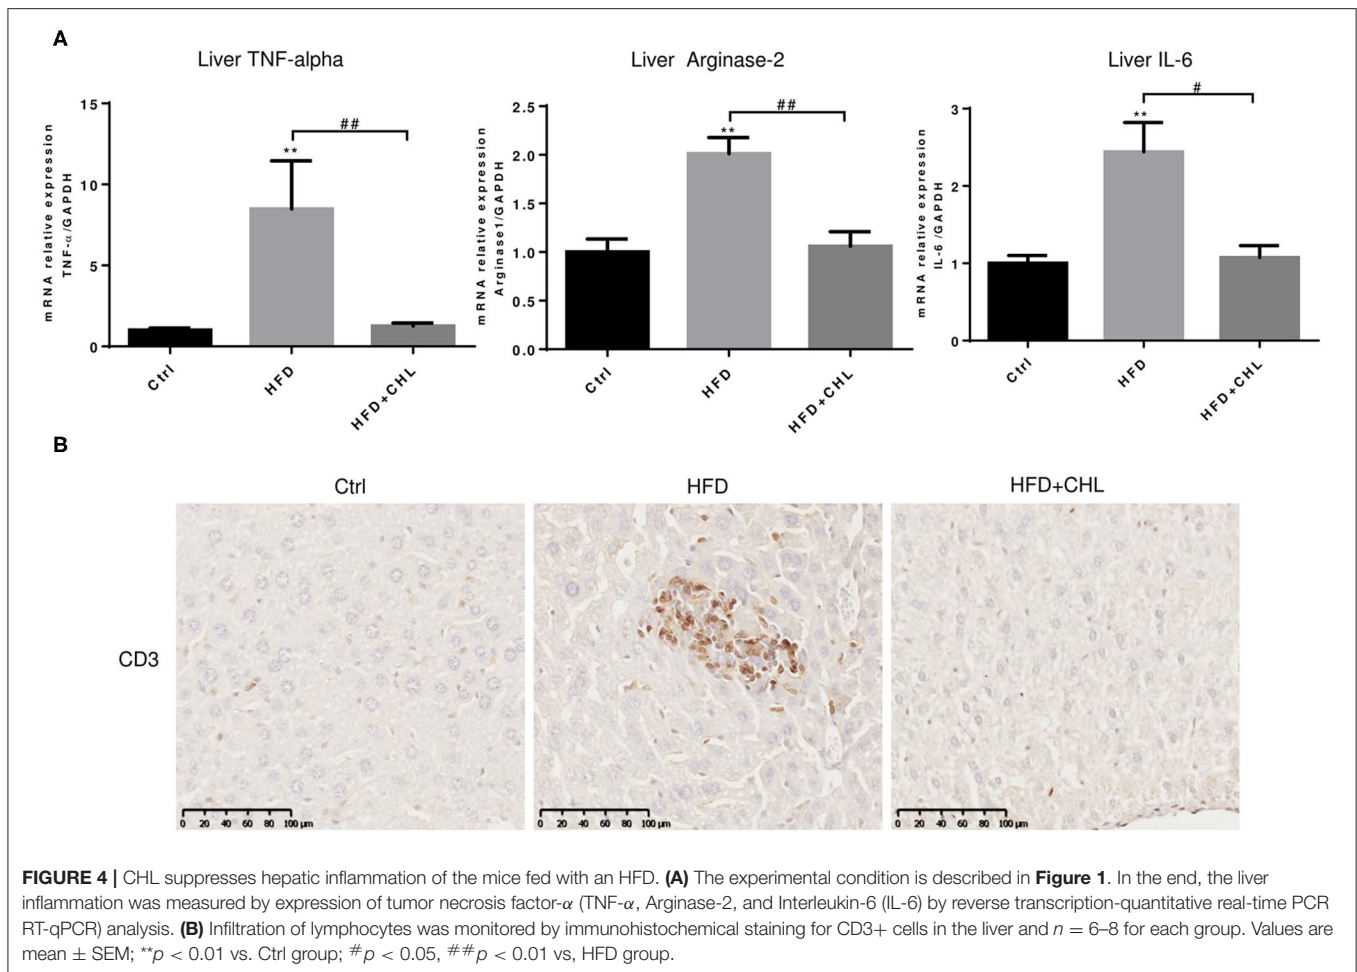 A
Liver TNF-alpha
mRNA relative expression
TNF-α/GAPDH
15
10
5
0
**
##
Ctrl
HFD
HFD+CHL
Liver Arginase-2
mRNA relative expression
Arginase1/GAPDH
2.5
2.0
1.5
1.0
0.5
0.0
**
##
Ctrl
HFD
HFD+CHL
Liver IL-6
mRNA relative expression
IL-6 /GAPDH
3
2
1
0
**
#
Ctrl
HFD
HFD+CHL
B
Ctrl
HFD
HFD+CHL
CD3
0 20 40 60 80 100 µm
0 20 40 60 80 100 µm
0 20 40 60 80 100 µm
FIGURE 4 | CHL suppresses hepatic inflammation of the mice fed with an HFD. (A) The experimental condition is described in Figure 1. In the end, the liver
inflammation was measured by expression of tumor necrosis factor-α (TNF-α, Arginase-2, and Interleukin-6 (IL-6) by reverse transcription-quantitative real-time PCR
RT-qPCR) analysis. (B) Infiltration of lymphocytes was monitored by immunohistochemical staining for CD3+ cells in the liver and n = 6–8 for each group. Values are
mean ± SEM; **p < 0.01 vs. Ctrl group; #p < 0.05, ##p < 0.01 vs, HFD group.